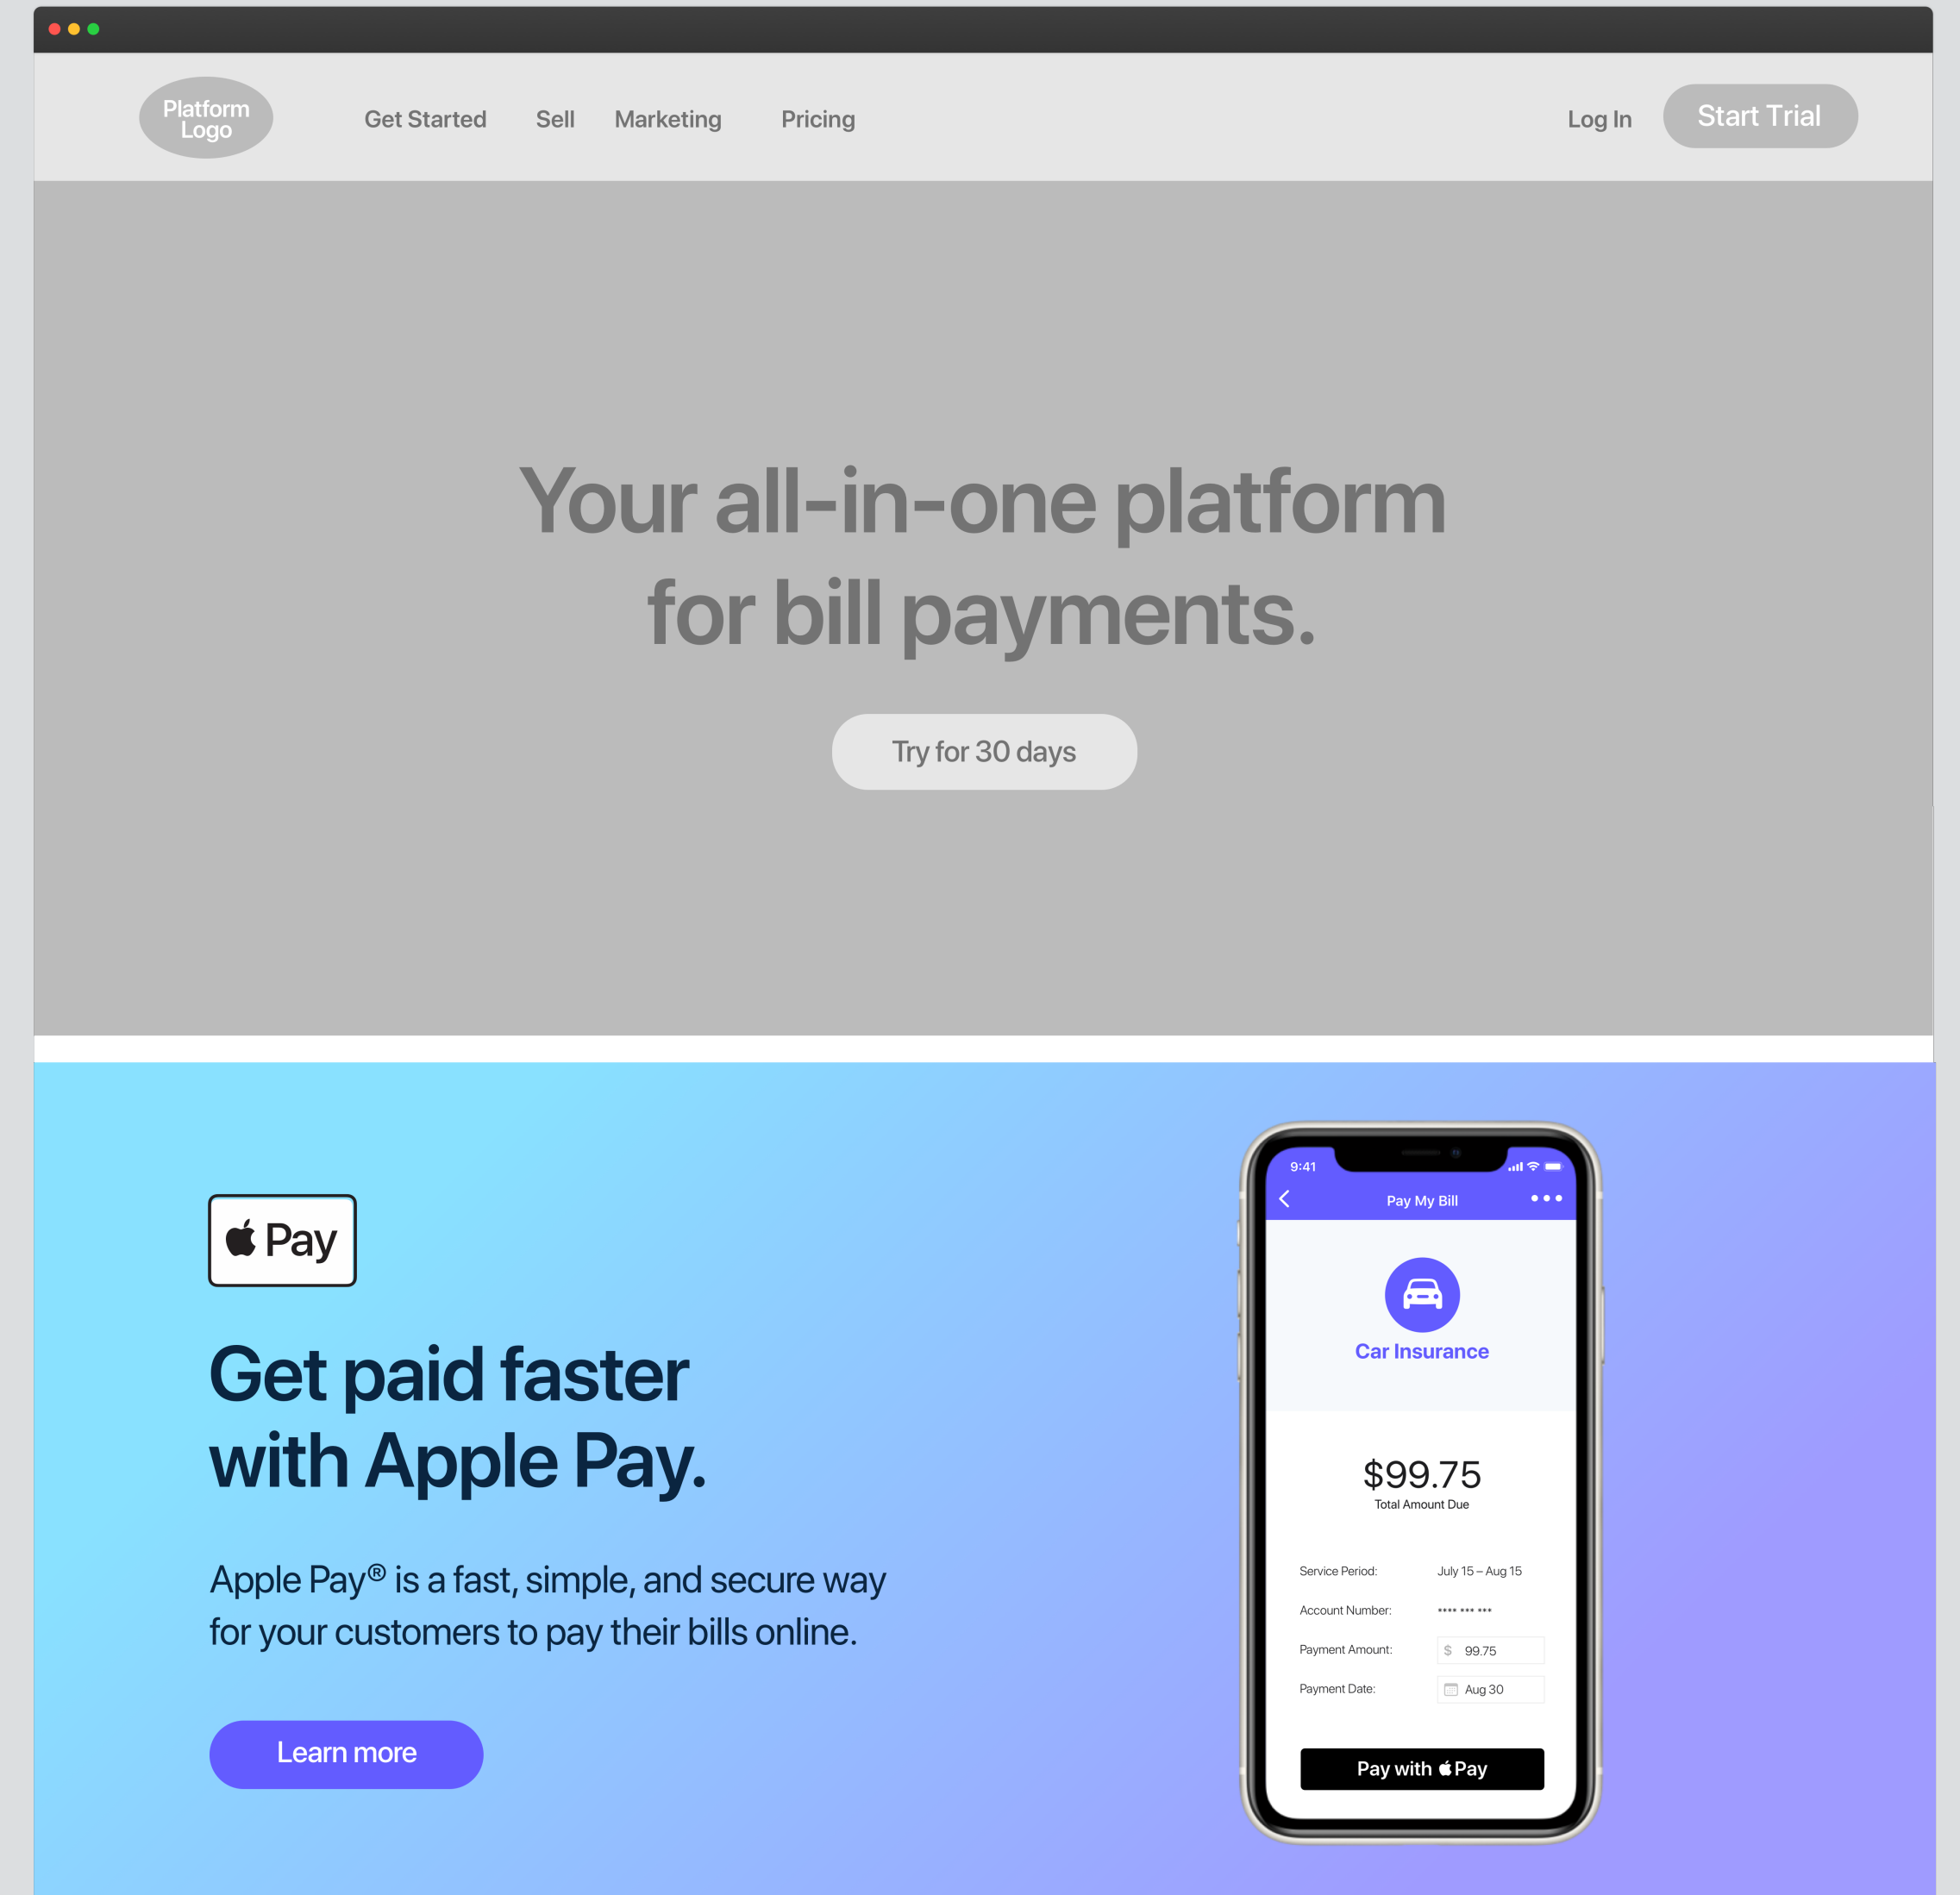 Platform
Logo
Get Started Sell Marketing Pricing Log In Start Trial
Your all-in-one platform
for bill payments.
Try for 30 days
Pay
Get paid faster
with Apple Pay.
Apple Pay® is a fast, simple, and secure way
for your customers to pay their bills online.
Learn more
9:41
Pay My Bill
Car Insurance
$99.75
Total Amount Due
Service Period: July 15 – Aug 15
Account Number: •••• ••• •••
Payment Amount: $ 99.75
Payment Date: Aug 30
Pay with Pay